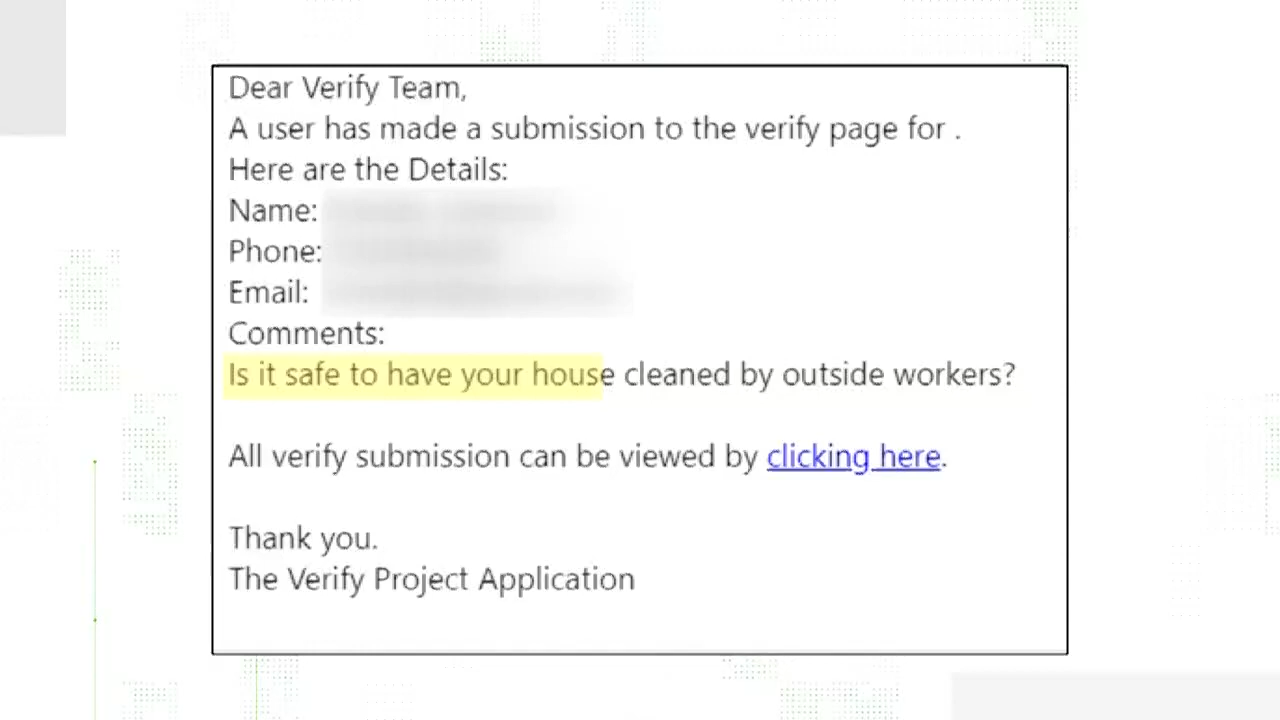 Dear Verify Team,
A user has made a submission to the verify page for .
Here are the Details:
Name:
Phone:
Email:
Comments:
Is it safe to have your house cleaned by outside workers?
All verify submission can be viewed by clicking here.
Thank you.
The Verify Project Application